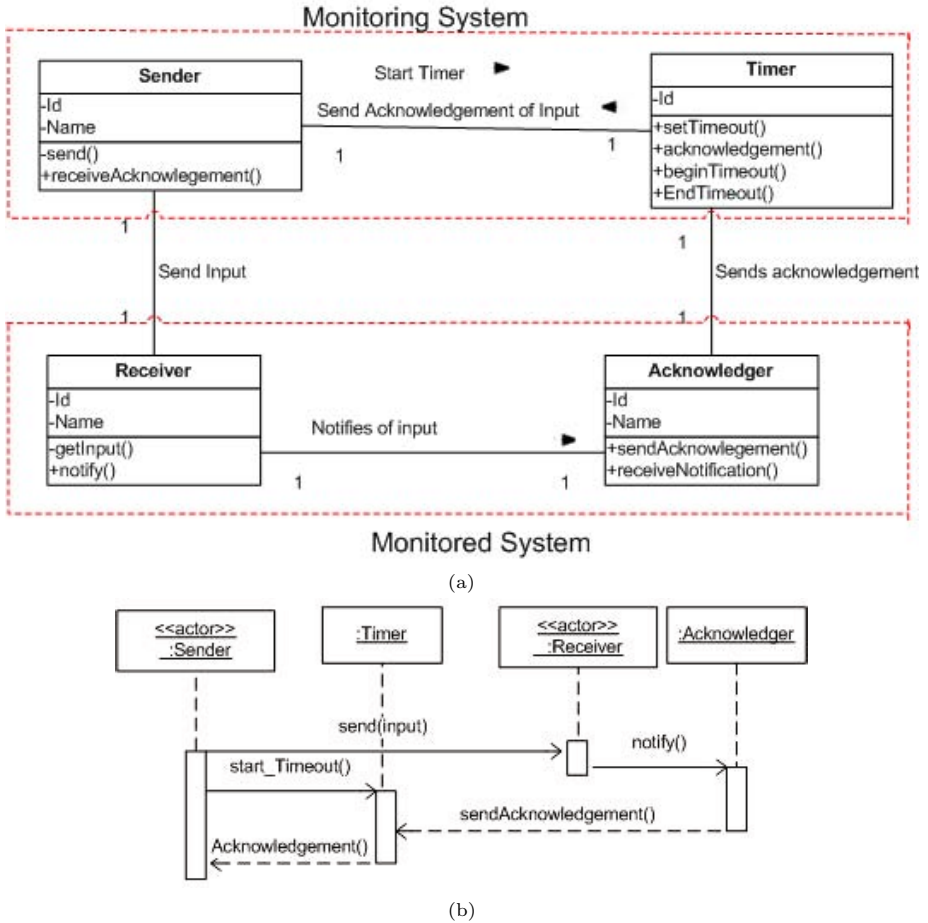 Monitoring System
Sender
-Id
-Name
-send()
+receiveAcknowlegement()
Start Timer
Send Acknowledgement of Input
1
1
Timer
-Id
+setTimeout()
+acknowledgement()
+beginTimeout()
+EndTimeout()
1
Send Input
1
1
Sends acknowledgement
1
Receiver
-Id
-Name
-getInput()
+notify()
Notifies of input
1
1
Acknowledger
-Id
-Name
+sendAcknowlegement()
+receiveNotification()
Monitored System
(a)
<<actor>>
:Sender
:Timer
<<actor>>
:Receiver
:Acknowledger
send(input)
notify()
start_Timeout()
sendAcknowledgement()
Acknowledgement()
(b)